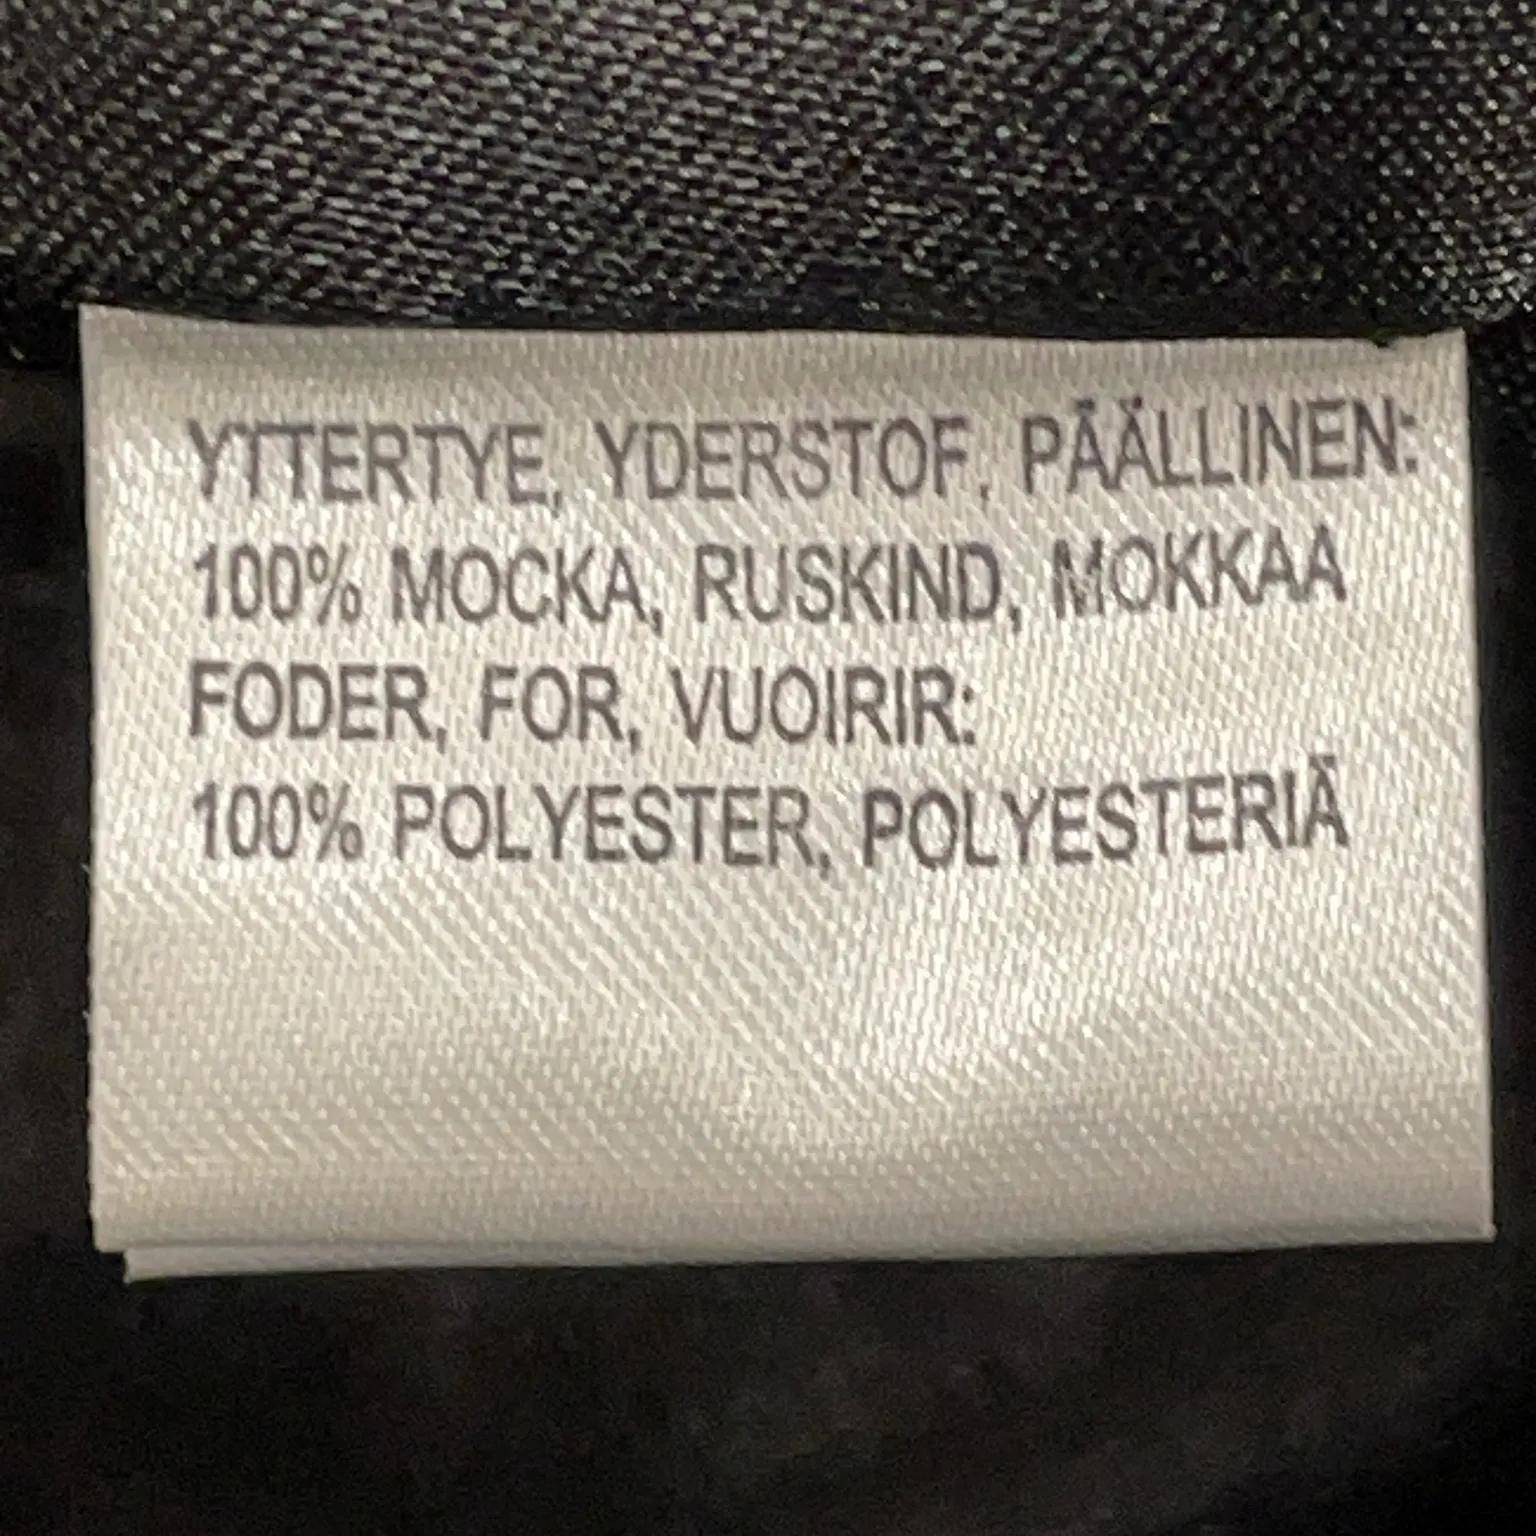 YTTERTYE, YDERSTOF, PÄÄLLINEN:
100% MOCKA, RUSKIND, MOKKAA
FODER, FOR, VUOIRIR:
100% POLYESTER, POLYESTERIÄ